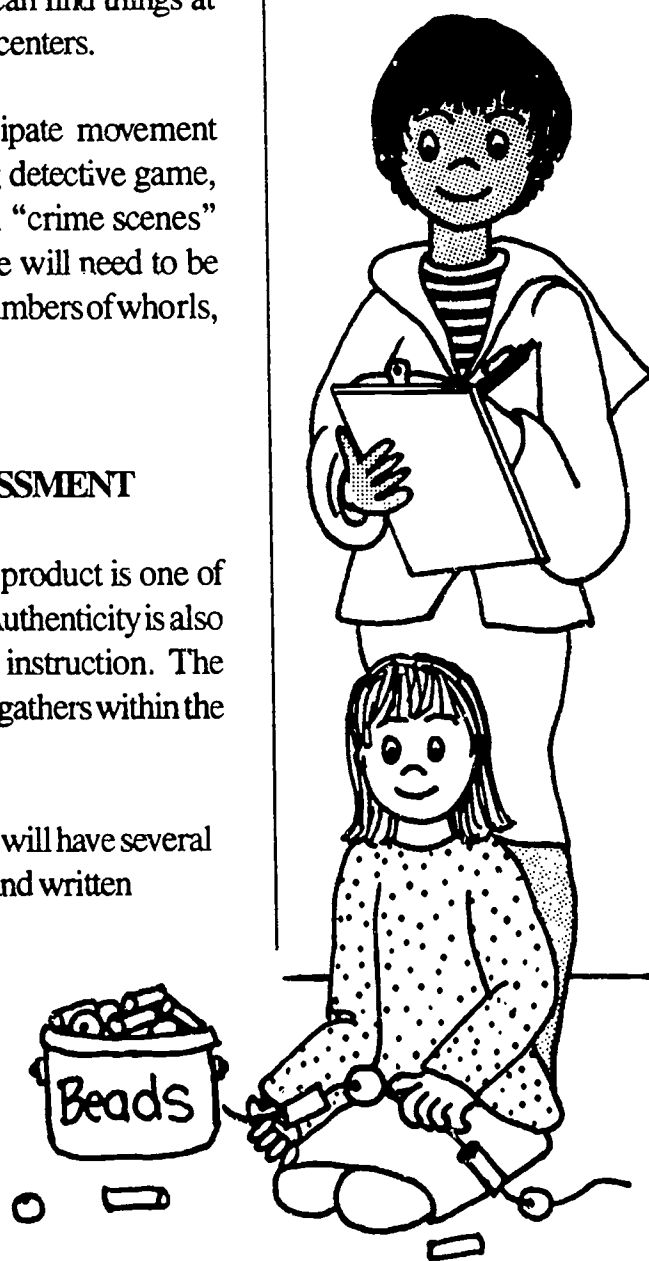 can find things at
centers.
ipate movement
detective game,
"crime scenes"
e will need to be
mbers of whorls,
SSMENT
product is one of
Authenticity is also
instruction. The
gathers within the
will have several
nd written
Beads